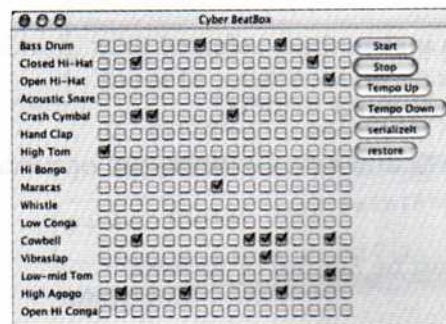 Cyber BeatBox
Bass Drum
Closed Hi-Hat
Open Hi-Hat
Acoustic Snare
Crash Cymbal
Hand Clap
High Tom
Hi Bongo
Maracas
Whistle
Low Conga
Cowbell
Vibraslap
Low-mid Tom
High Agogo
Open Hi Conga
Start
Stop
Tempo Up
Tempo Down
serializeIt
restore